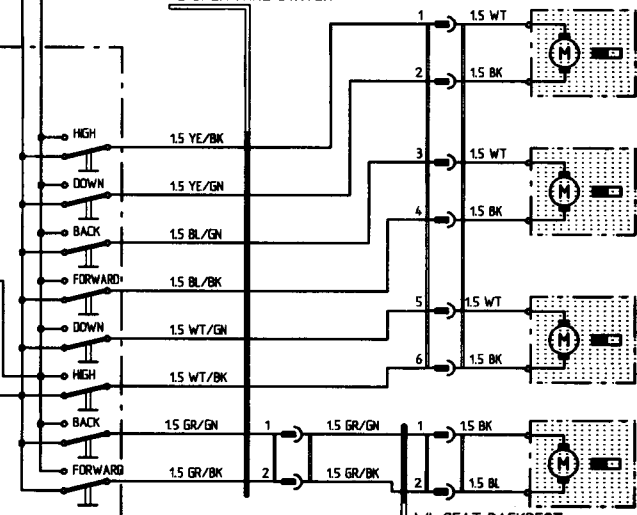 1 1.5 WT
M
2 1.5 BK
HIGH
1.5 YE/BK
3 1.5 WT
DOWN
1.5 YE/GN
M
BACK
4 1.5 BK
1.5 BL/GN
FORWARD
1.5 BL/BK
5 1.5 WT
DOWN
1.5 WT/GN
M
HIGH
6 1.5 BK
1.5 WT/BK
BACK
1.5 GR/GN 1 1.5 GR/GN 1 1.5 BK
M
FORWARD
1.5 GR/BK 2 1.5 GR/BK 2 1.5 BL